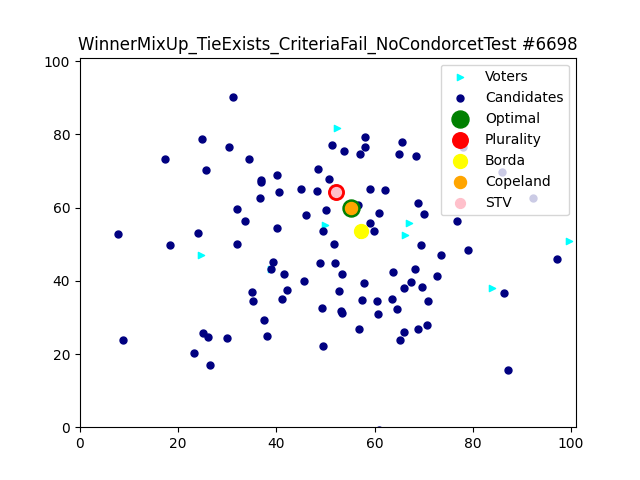 WinnerMixUp_TieExists_CriteriaFail_NoCondorcetTest #6698
100
80
60
40
20
0
0
20
40
60
80
100
Voters
Candidates
Optimal
Plurality
Borda
Copeland
STV